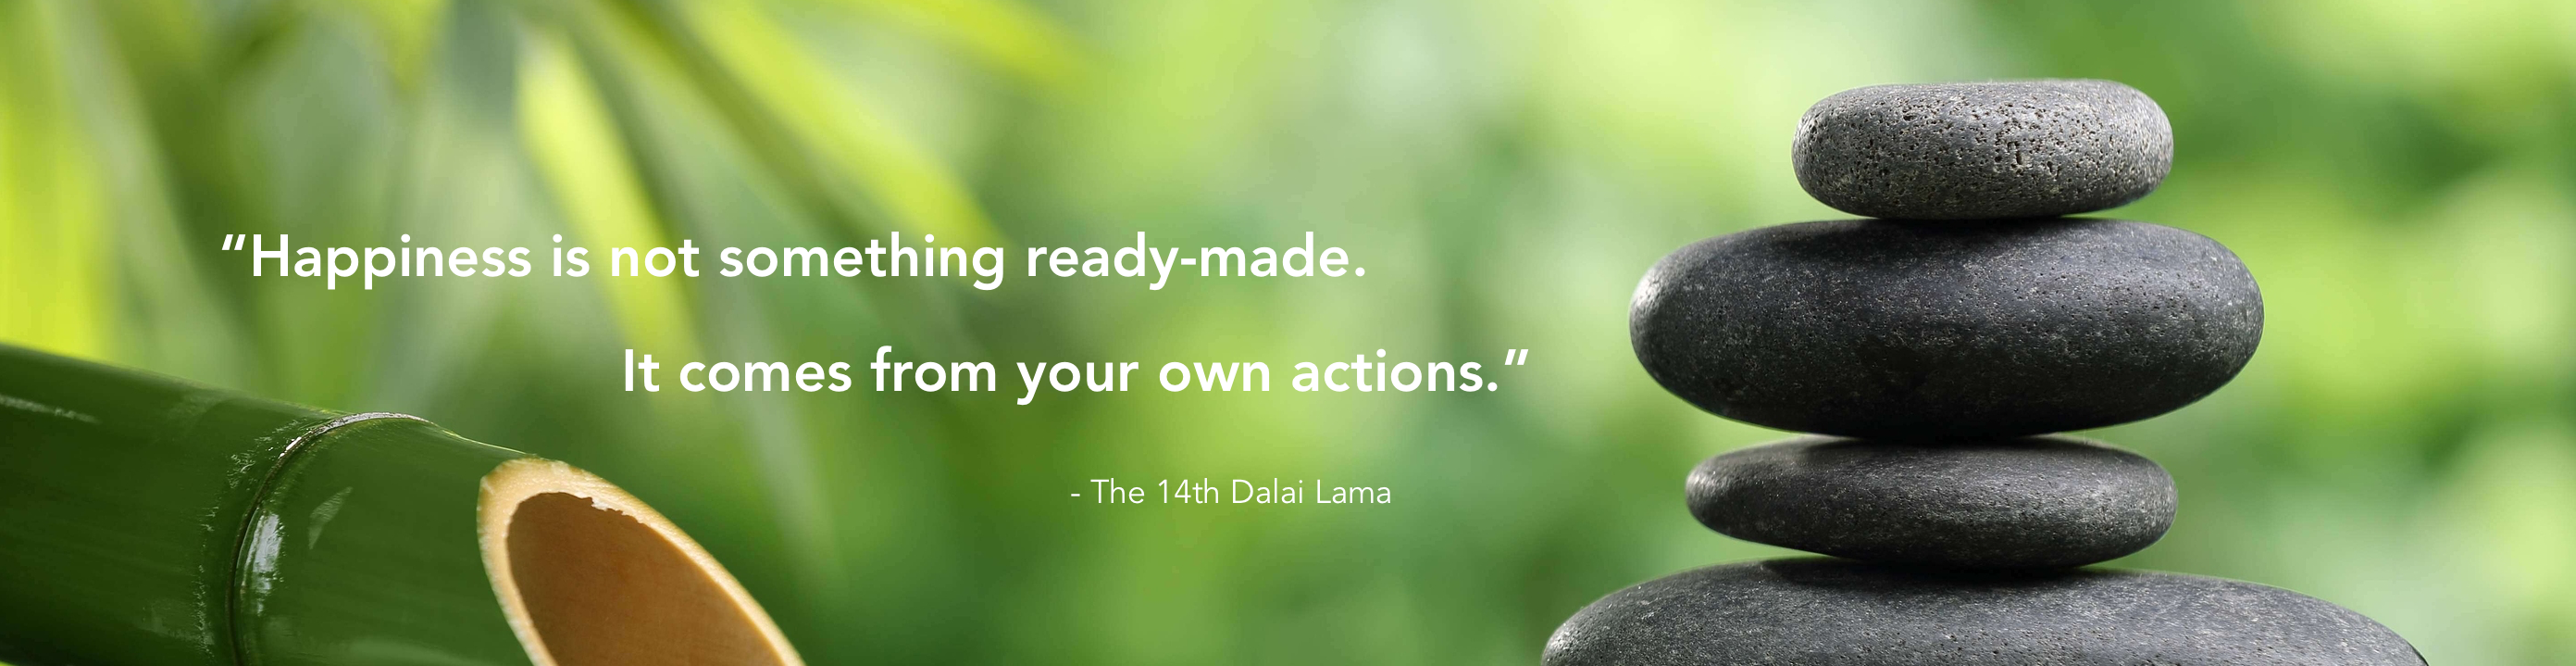 “Happiness is not something ready-made.
It comes from your own actions.”
- The 14th Dalai Lama